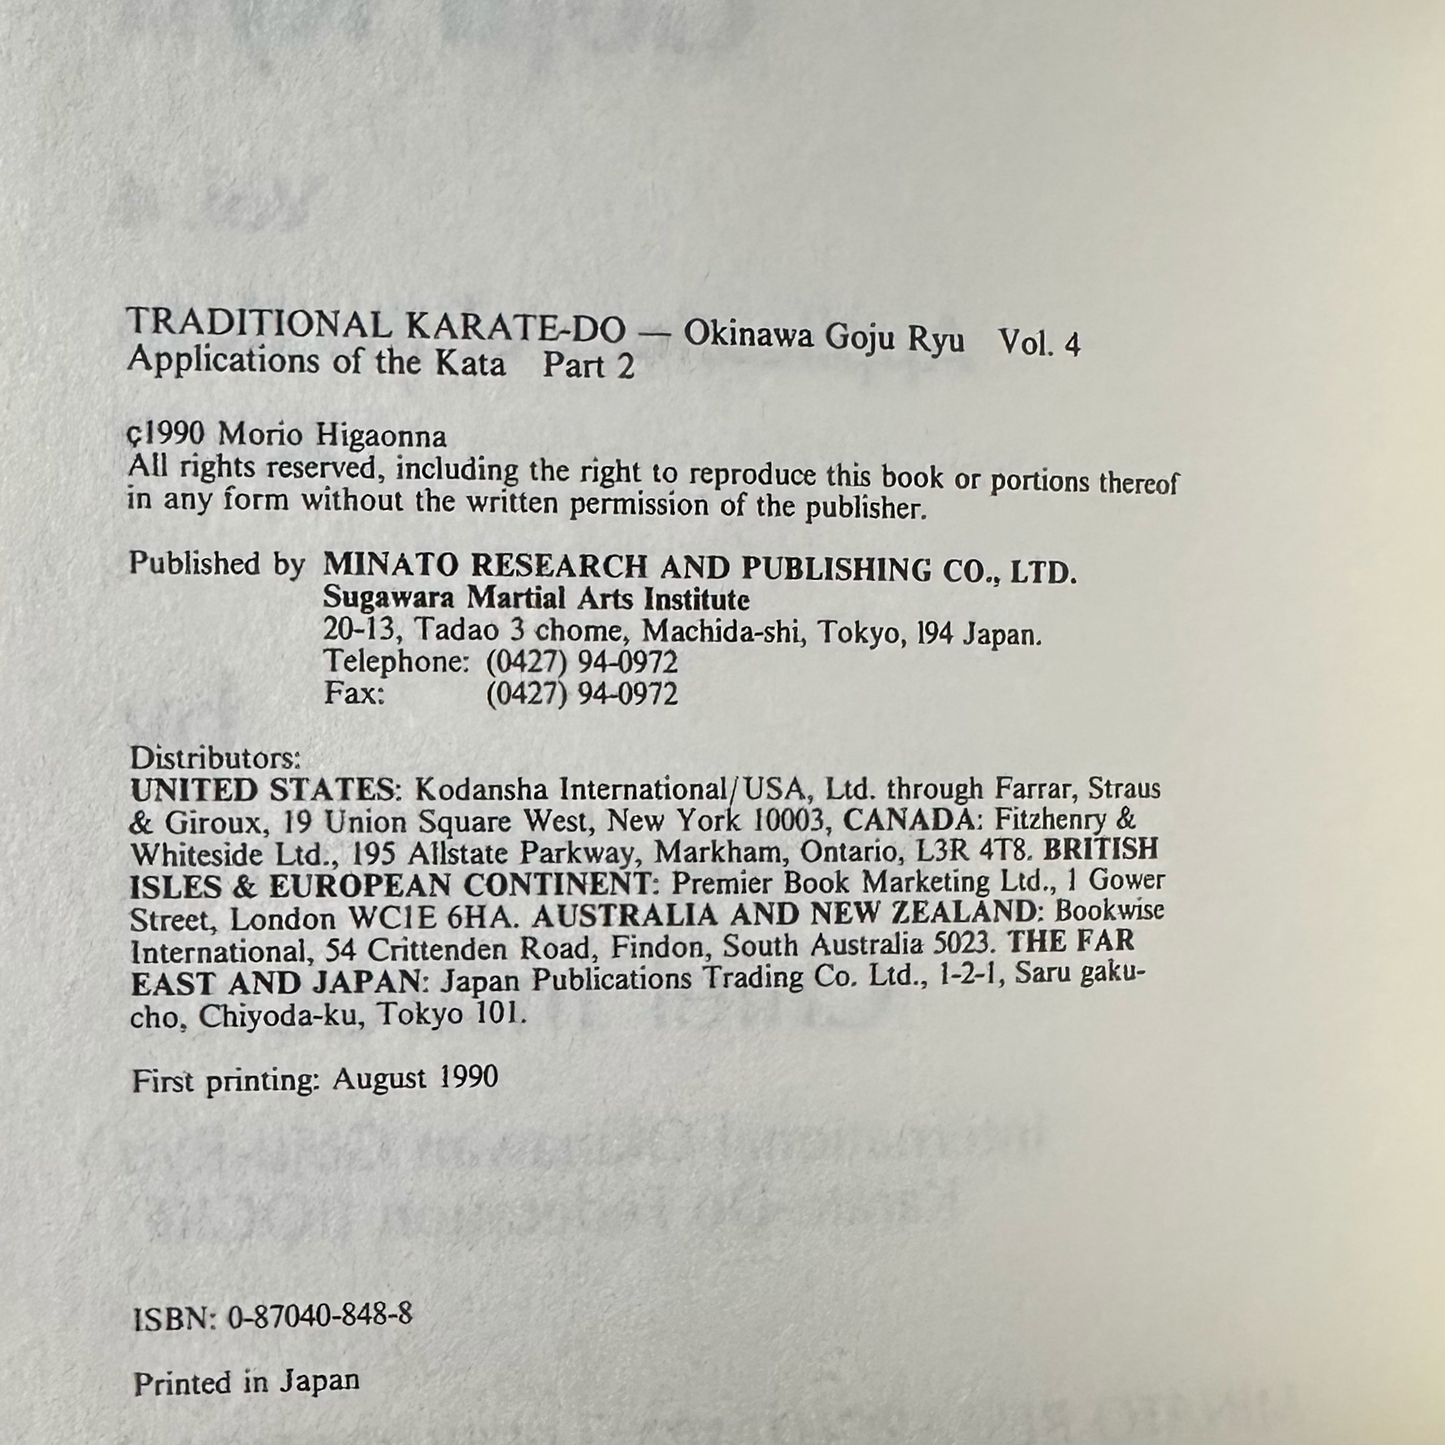 TRADITIONAL KARATE-DO — Okinawa Goju Ryu Vol. 4
Applications of the Kata Part 2
ç1990 Morio Higaonna
All rights reserved, including the right to reproduce this book or portions thereof
in any form without the written permission of the publisher.
Published by MINATO RESEARCH AND PUBLISHING CO., LTD.
Sugawara Martial Arts Institute
20-13, Tadao 3 chome, Machida-shi, Tokyo, 194 Japan.
Telephone: (0427) 94-0972
Fax: (0427) 94-0972
Distributors:
UNITED STATES: Kodansha International/USA, Ltd. through Farrar, Straus
& Giroux, 19 Union Square West, New York 10003, CANADA: Fitzhenry &
Whiteside Ltd., 195 Allstate Parkway, Markham, Ontario, L3R 4T8. BRITISH
ISLES & EUROPEAN CONTINENT: Premier Book Marketing Ltd., 1 Gower
Street, London WC1E 6HA. AUSTRALIA AND NEW ZEALAND: Bookwise
International, 54 Crittenden Road, Findon, South Australia 5023. THE FAR
EAST AND JAPAN: Japan Publications Trading Co. Ltd., 1-2-1, Saru gaku-
cho, Chiyoda-ku, Tokyo 101.
First printing: August 1990
ISBN: 0-87040-848-8
Printed in Japan